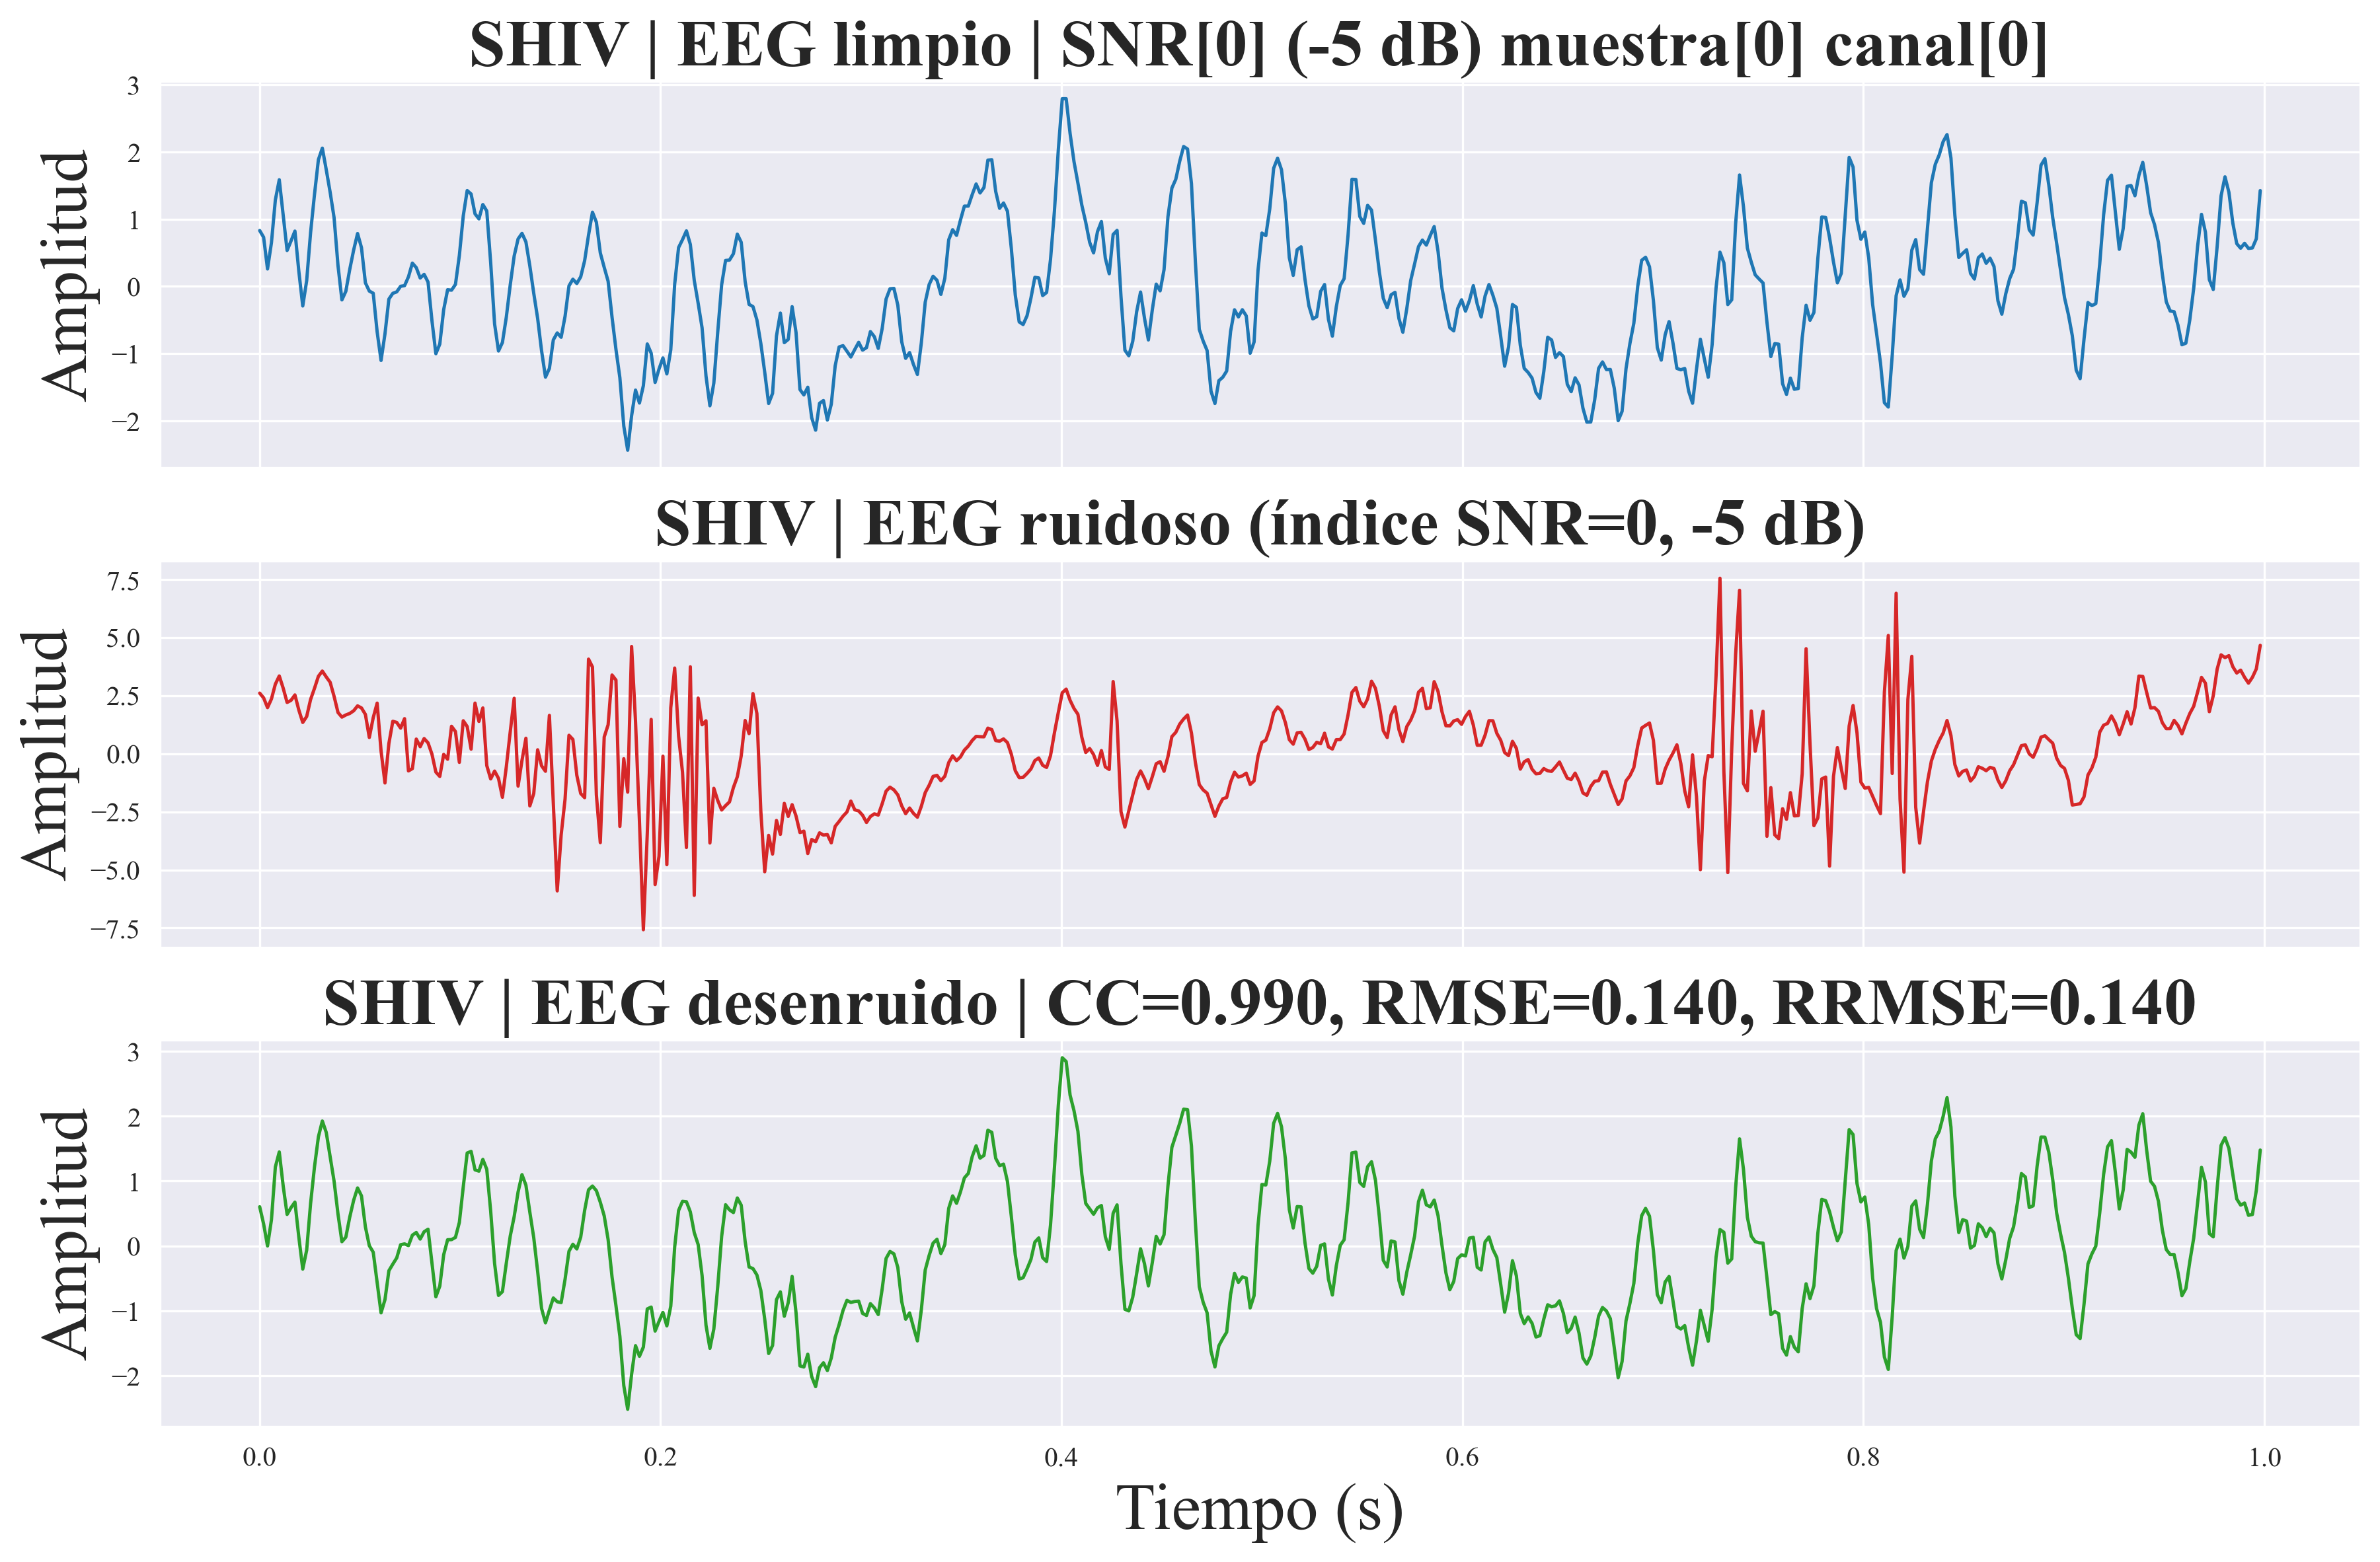 SHIV | EEG limpio | SNR[0] (-5 dB) muestra[0] canal[0]
3
2
1
0
−1
−2
Amplitud
SHIV | EEG ruidoso (índice SNR=0, -5 dB)
7.5
5.0
2.5
0.0
−2.5
−5.0
−7.5
Amplitud
SHIV | EEG desenruido | CC=0.990, RMSE=0.140, RRMSE=0.140
3
2
1
0
−1
−2
Amplitud
0.0 0.2 0.4 0.6 0.8 1.0
Tiempo (s)